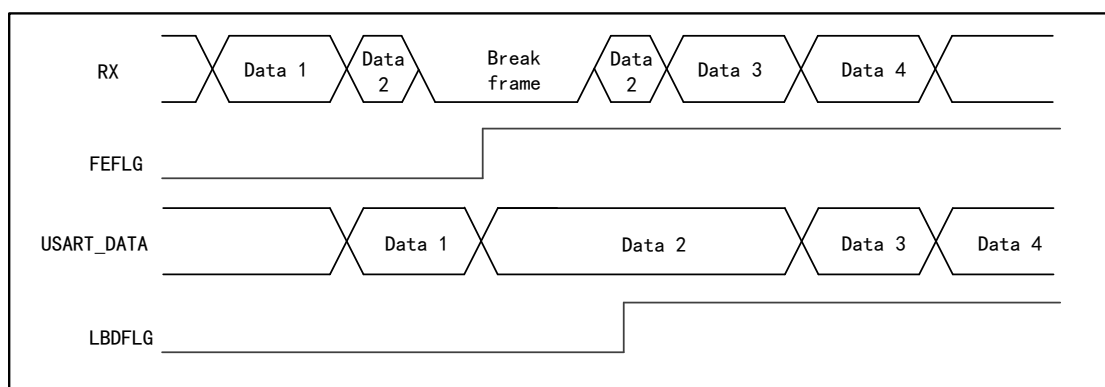 RX
Data 1
Data
2
Break
frame
Data
2
Data 3
Data 4
FEFLG
USART_DATA
Data 1
Data 2
Data 3
Data 4
LBDFLG